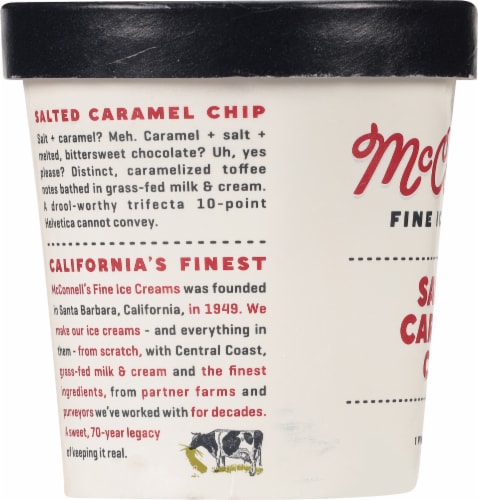 SALTED CARAMEL CHIP
Salt + caramel? Meh. Caramel + salt +
melted, bittersweet chocolate? Uh, yes
please? Distinct, caramelized toffee
notes bathed in grass-fed milk & cream.
A drool-worthy trifecta 10-point
Helvetica cannot convey.
CALIFORNIA'S FINEST
McConnell's Fine Ice Creams was founded
in Santa Barbara, California, in 1949. We
make our ice creams - and everything in
them - from scratch, with Central Coast,
grass-fed milk & cream and the finest
ingredients, from partner farms and
purveyors we've worked with for decades.
A sweet, 70-year legacy
of keeping it real.
McC
FINE I
SA
CAR
C
1 P